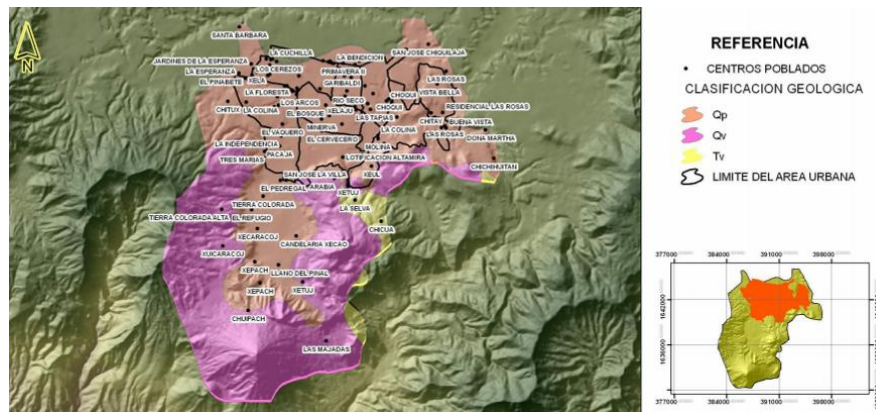 SANTA BARBARA
LA CUCHILLA
LA BENDICIÓN
SAN JOSE CHIQUILAJA
JARDINES DE LA ESPERANZA
LA ESPERANZA
LOS CEREZOS
PRIMAVERA II
EL PINABETE
XELA
GARIBALDI
LAS ROSAS
LA FLORESTA
CHOQUI
VISTA BELLA
CHITUX
LA COLINA
LOS ARCOS
RIO SECO
XELAJU
CHOQUI
RESIDENCIAL LAS ROSAS
EL BOSQUE
LAS TAPIAS
CHITAY
BUENA VISTA
EL VAQUERO
MINERVA
LA COLINA
LAS ROSAS
DONA MARTHA
LA INDEPENDENCIA
EL CERVECERO
MOLINA
PACAJA
TRES MARIAS
LOTIFICACIÓN ALTAMIRA
CHICHIHUITAN
SAN JOSE LA VILLA
XEUL
EL PEDREGAL
ARABIA
XETUJ
TIERRA COLORADA
LA SELVA
TIERRA COLORADA ALTA
EL REFUGIO
CHICUA
XECARACOJ
CANDELARIA XECAO
XUICARACOJ
XEPACH
LLANO DEL PINAL
XEPACH
XETUJ
CHUIPACH
LAS MAJADAS
N
REFERENCIA
CENTROS POBLADOS
CLASIFICACION GEOLOGICA
Qp
Qv
Tv
LIMITE DEL AREA URBANA
377000 384000 391000 398000
1642000
1635000
377000 384000 391000 398000